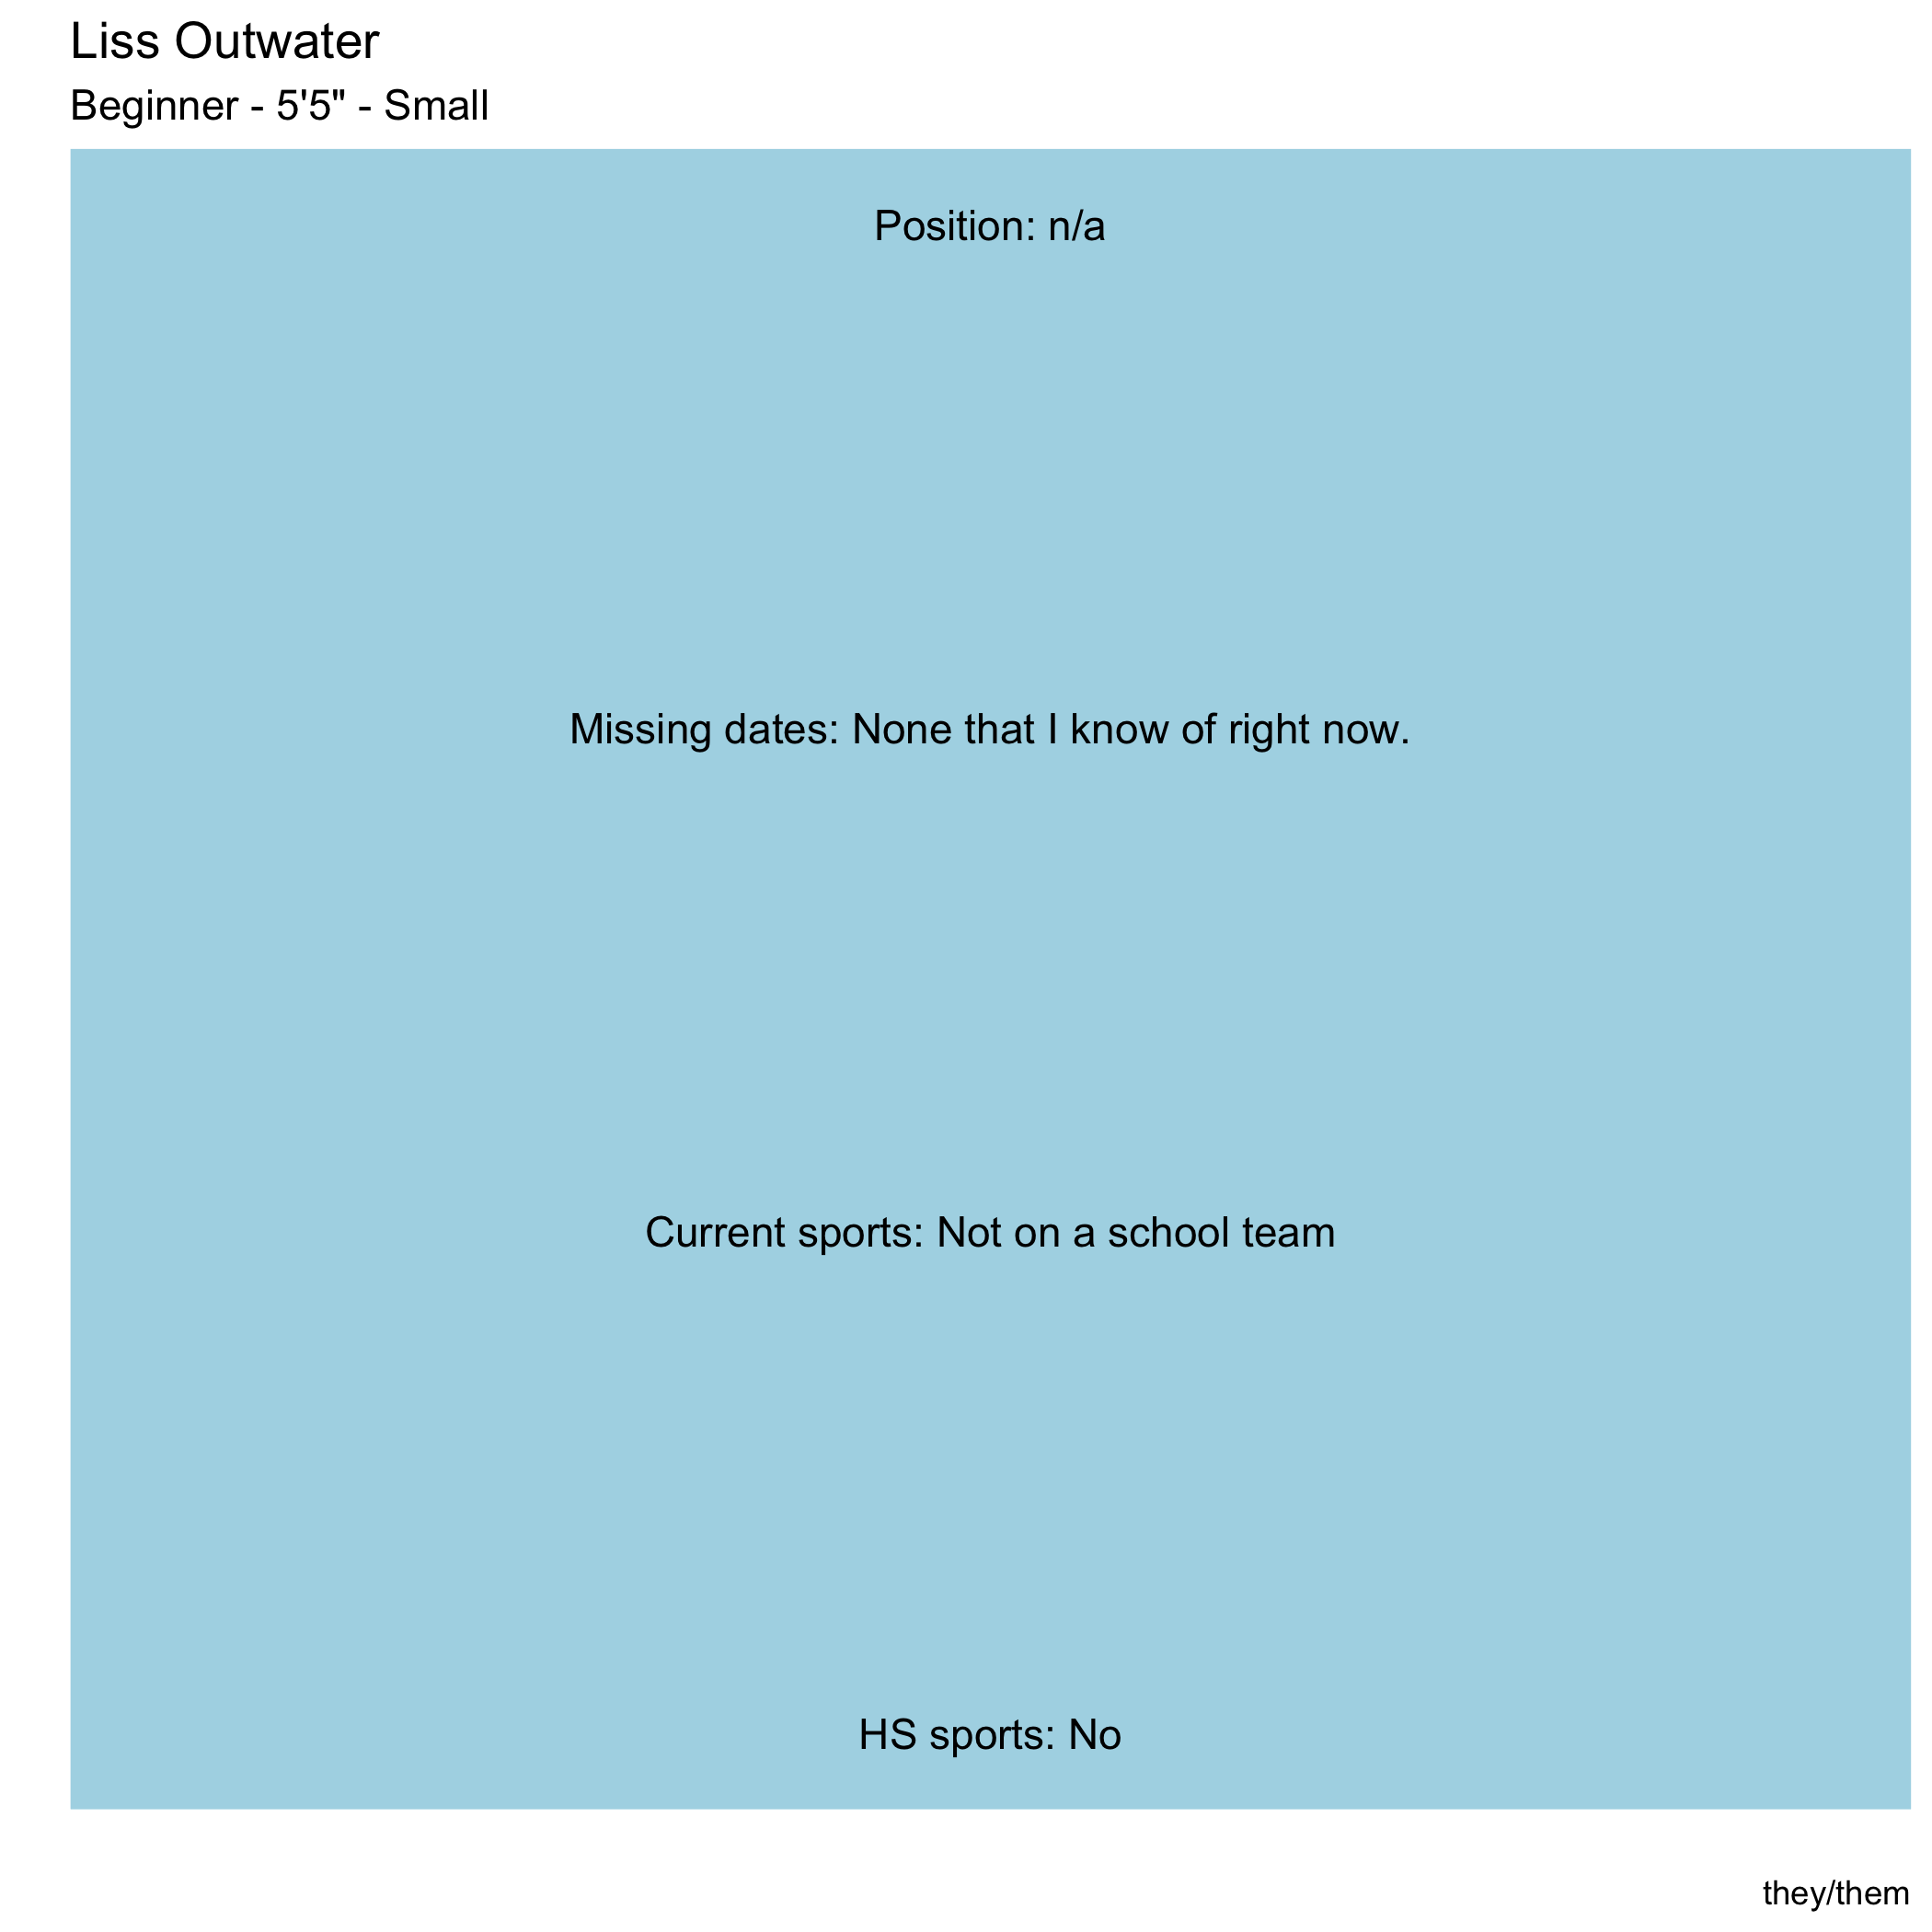 Liss Outwater
Beginner - 5'5" - Small
Position: n/a
Missing dates: None that I know of right now.
Current sports: Not on a school team
HS sports: No
they/them